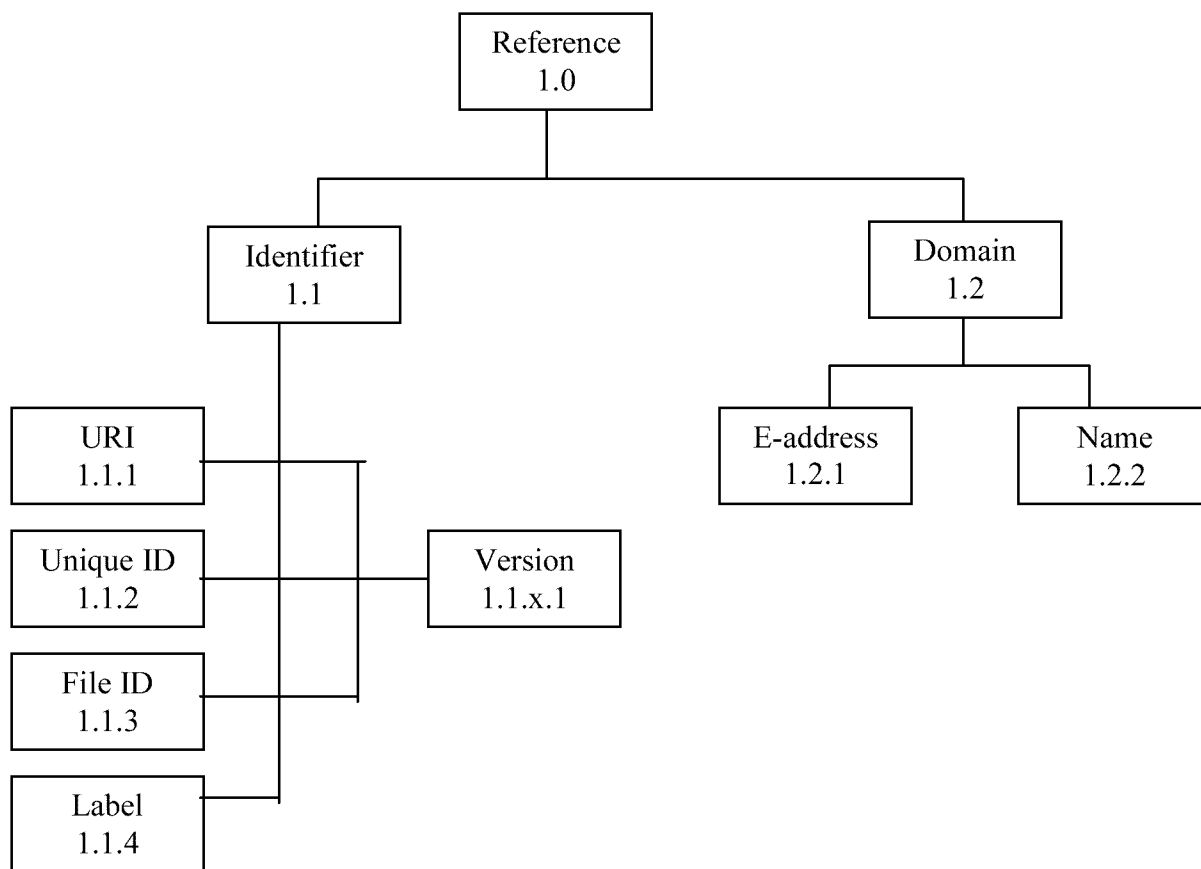 Reference
1.0
Identifier
1.1
Domain
1.2
URI
1.1.1
E-address
1.2.1
Name
1.2.2
Unique ID
1.1.2
Version
1.1.x.1
File ID
1.1.3
Label
1.1.4